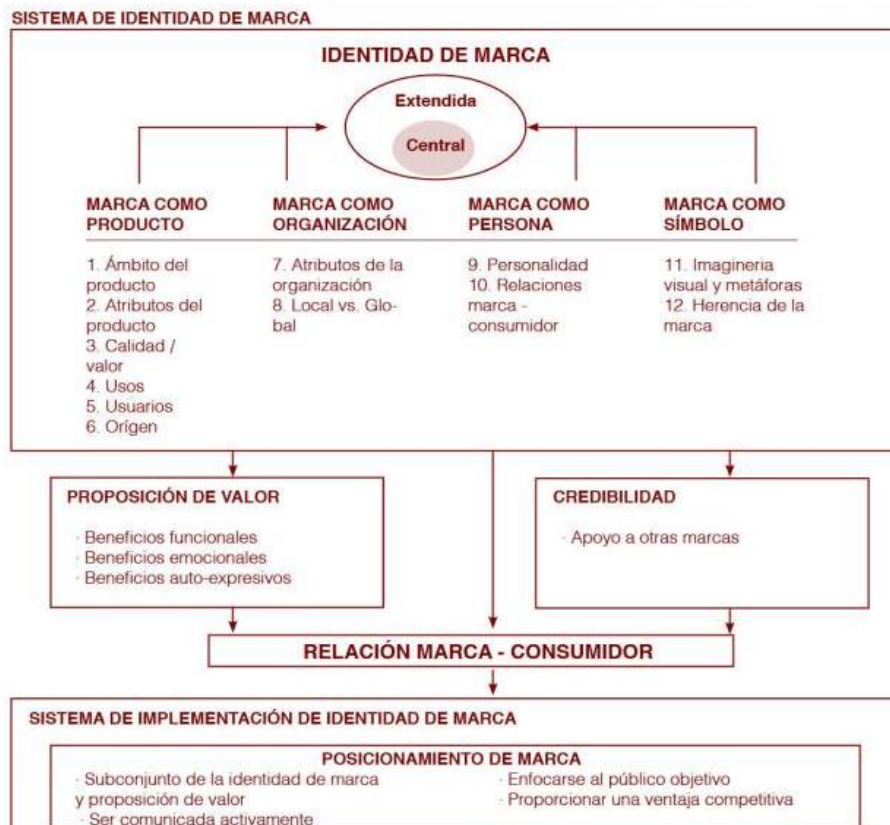 SISTEMA DE IDENTIDAD DE MARCA
IDENTIDAD DE MARCA
Extendida
Central
MARCA COMO
PRODUCTO
1. Ámbito del
producto
2. Atributos del
producto
3. Calidad /
valor
4. Usos
5. Usuarios
6. Orígen
MARCA COMO
ORGANIZACIÓN
7. Atributos de la
organización
8. Local vs. Glo-
bal
MARCA COMO
PERSONA
9. Personalidad
10. Relaciones
marca -
consumidor
MARCA COMO
SÍMBOLO
11. Imagineria
visual y metáforas
12. Herencia de la
marca
PROPOSICIÓN DE VALOR
· Beneficios funcionales
· Beneficios emocionales
· Beneficios auto-expresivos
CREDIBILIDAD
· Apoyo a otras marcas
RELACIÓN MARCA - CONSUMIDOR
SISTEMA DE IMPLEMENTACIÓN DE IDENTIDAD DE MARCA
POSICIONAMIENTO DE MARCA
· Subconjunto de la identidad de marca
y proposición de valor
· Ser comunicada activamente
· Enfocarse al público objetivo
· Proporcionar una ventaja competitiva